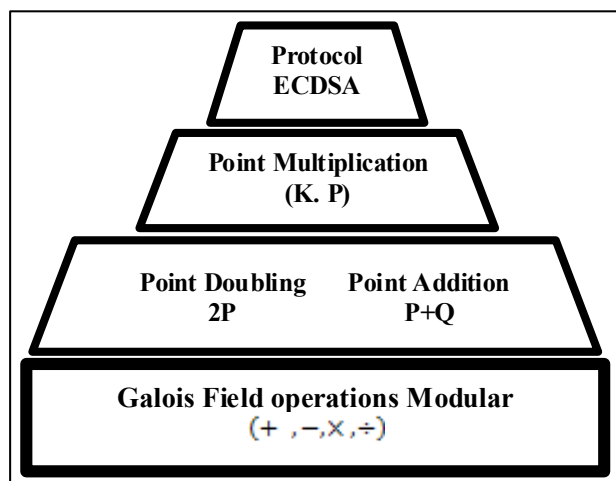 Protocol
ECDSA
Point Multiplication
(K. P)
Point Doubling Point Addition
2P P+Q
Galois Field operations Modular
(+ ,−,×,÷)